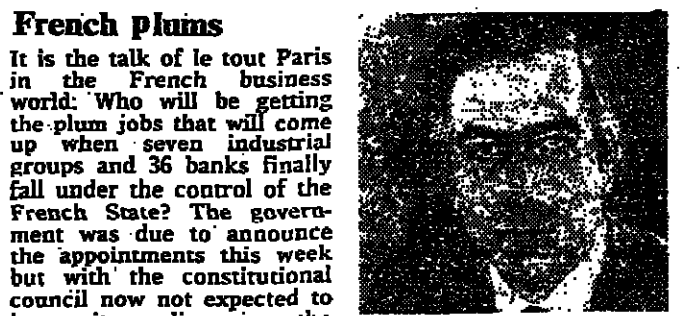 French plums
It is the talk of le tout Paris
in the French business
world: Who will be getting
the plum jobs that will come
up when seven industrial
groups and 36 banks finally
fall under the control of the
French State? The govern-
ment was due to announce
the appointments this week
but with the constitutional
council now not expected to